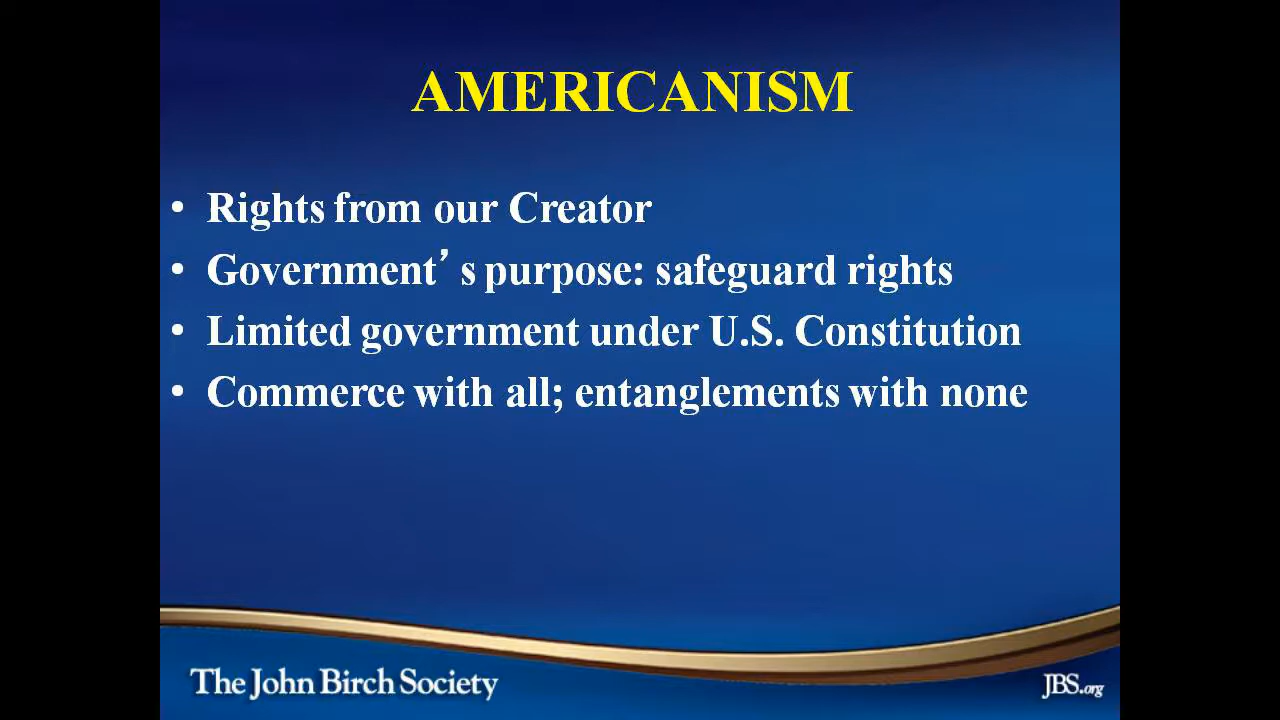 AMERICANISM
• Rights from our Creator
• Government’s purpose: safeguard rights
• Limited government under U.S. Constitution
• Commerce with all; entanglements with none
The John Birch Society
JBS.org